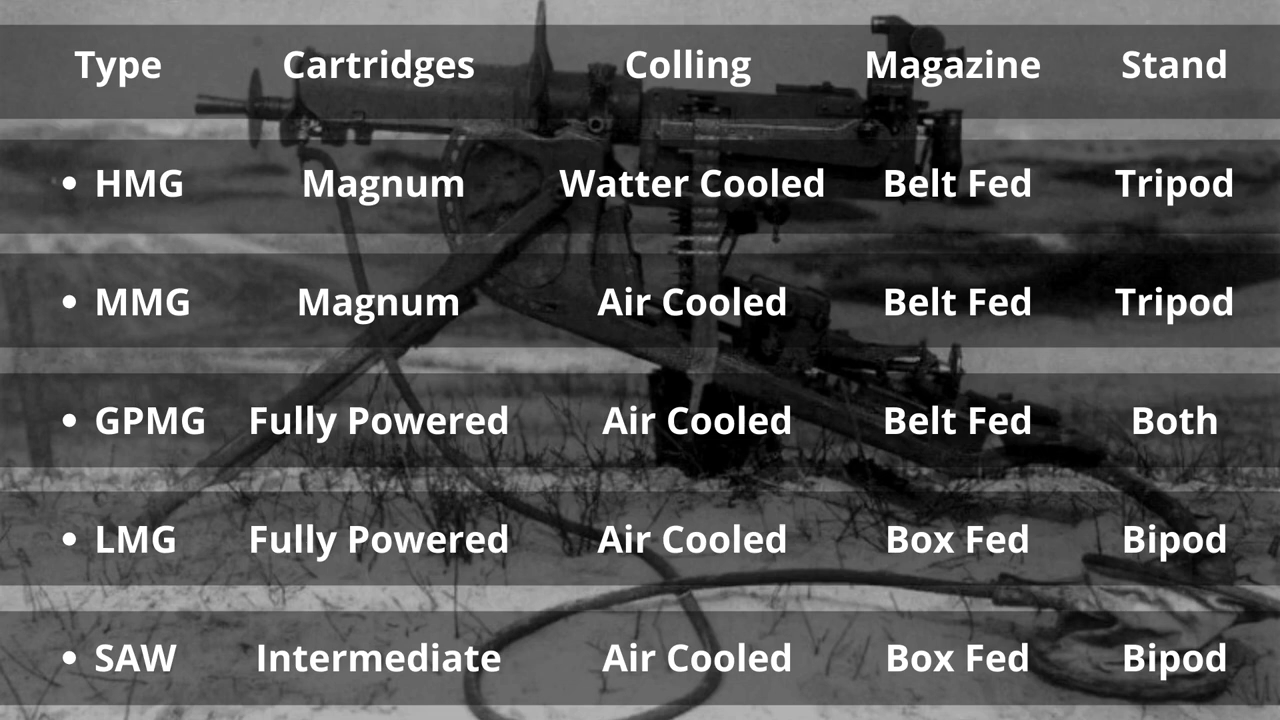 Type Cartridges Colling Magazine Stand
• HMG Magnum Watter Cooled Belt Fed Tripod
• MMG Magnum Air Cooled Belt Fed Tripod
• GPMG Fully Powered Air Cooled Belt Fed Both
• LMG Fully Powered Air Cooled Box Fed Bipod
• SAW Intermediate Air Cooled Box Fed Bipod